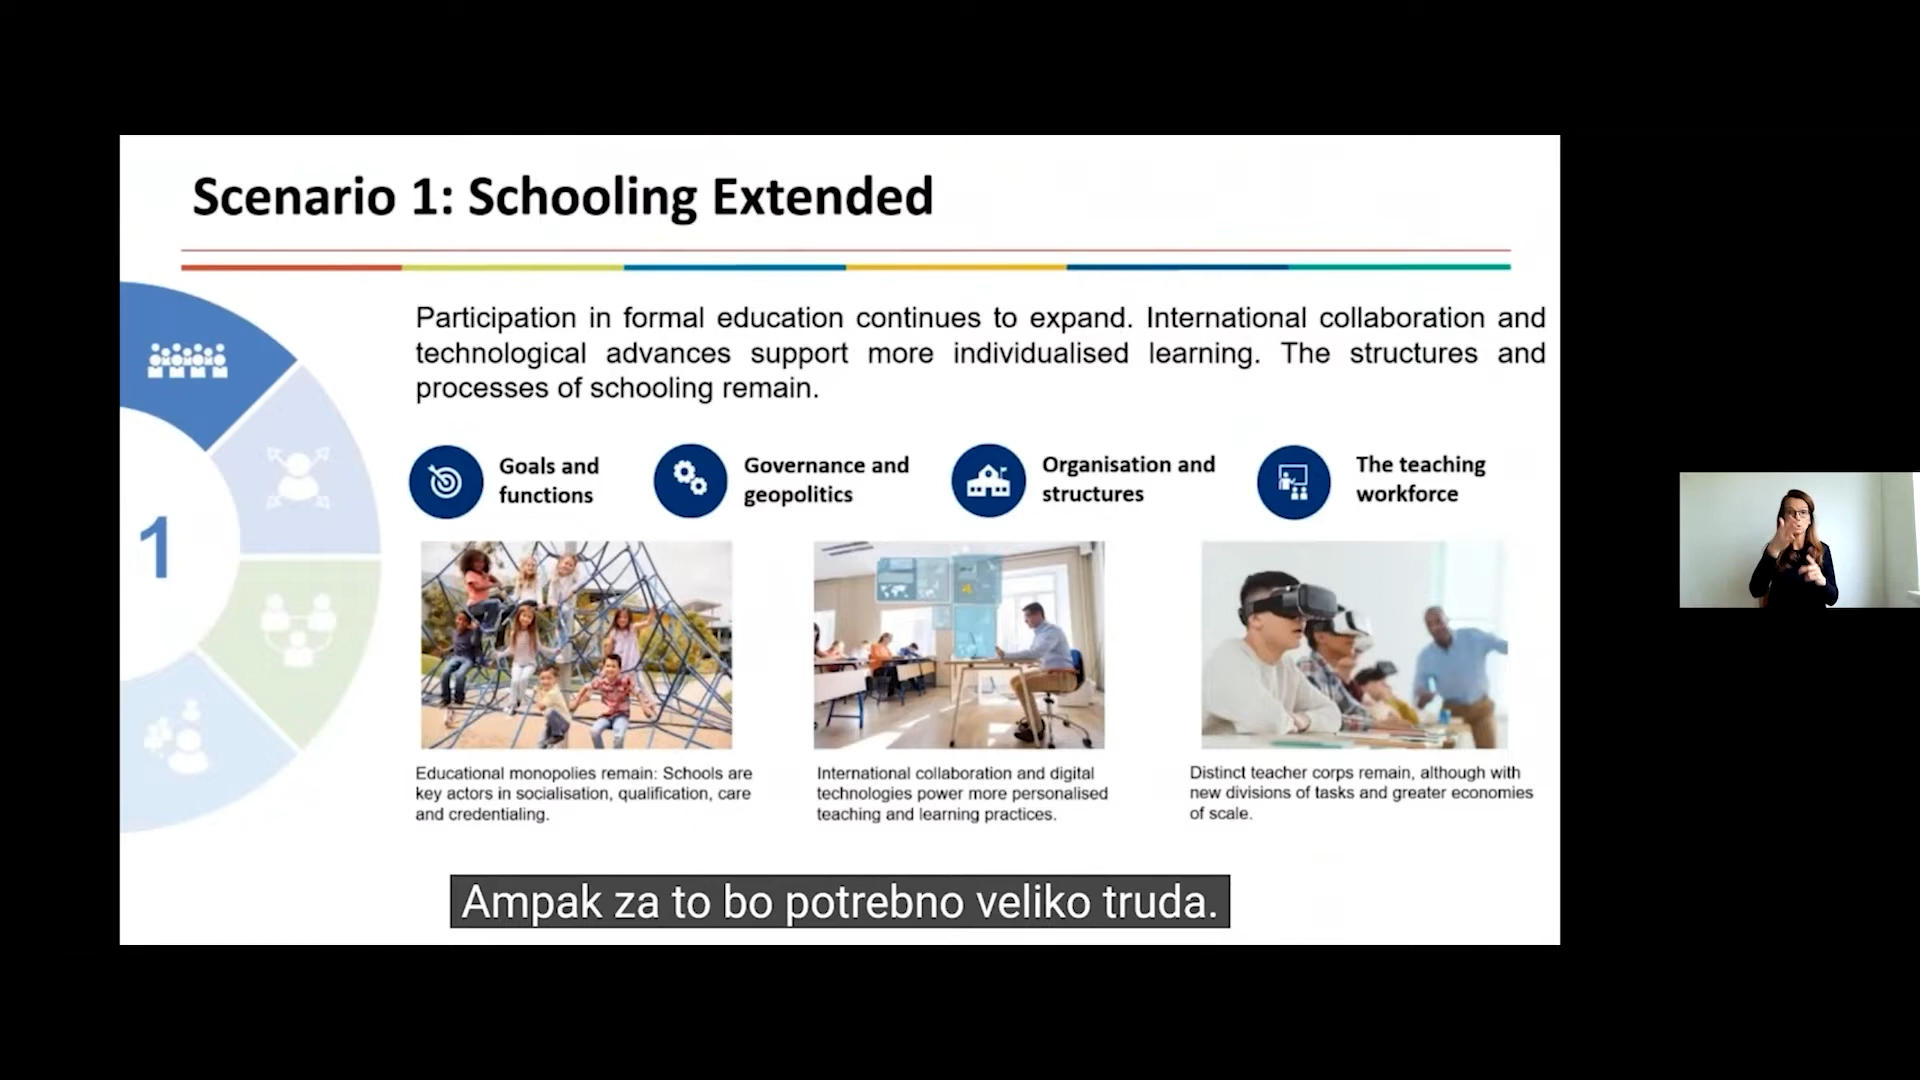 Scenario 1: Schooling Extended
Participation in formal education continues to expand. International collaboration and
technological advances support more individualised learning. The structures and
processes of schooling remain.
1
Goals and
functions
Governance and
geopolitics
Organisation and
structures
The teaching
workforce
Educational monopolies remain: Schools are
key actors in socialisation, qualification, care
and credentialing.
International collaboration and digital
technologies power more personalised
teaching and learning practices.
Distinct teacher corps remain, although with
new divisions of tasks and greater economies
of scale.
Ampak za to bo potrebno veliko truda.